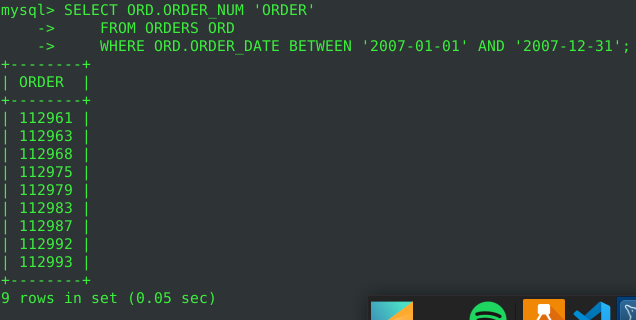 mysql> SELECT ORD.ORDER_NUM 'ORDER'
    ->     FROM ORDERS ORD
    ->     WHERE ORD.ORDER_DATE BETWEEN '2007-01-01' AND '2007-12-31';
+--------+
| ORDER  |
+--------+
| 112961 |
| 112963 |
| 112968 |
| 112975 |
| 112979 |
| 112983 |
| 112987 |
| 112992 |
| 112993 |
+--------+
9 rows in set (0.05 sec)